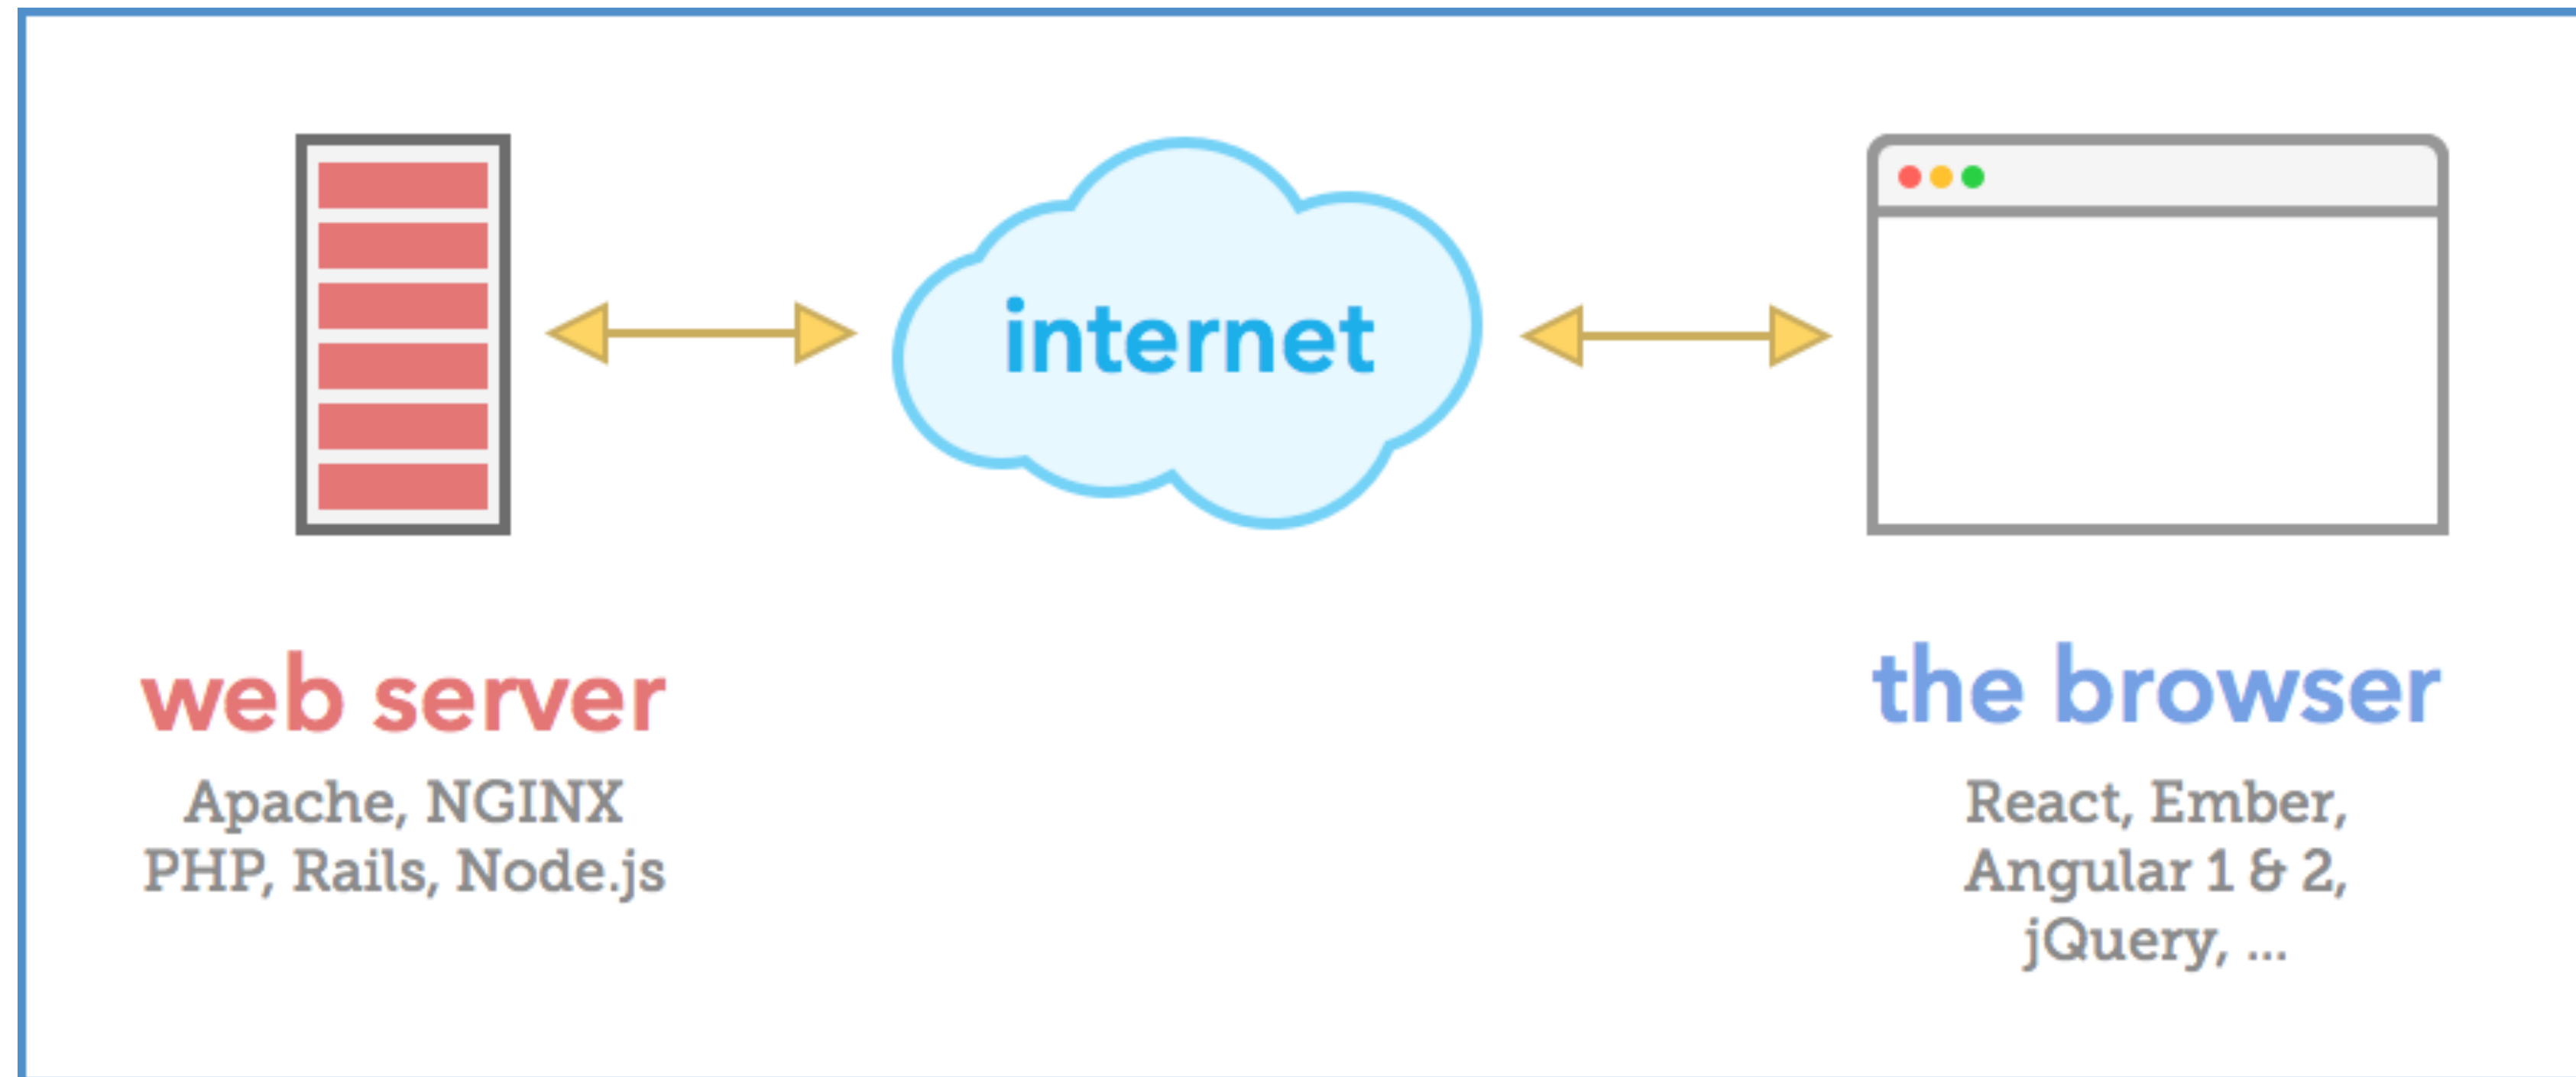 internet
web server
Apache, NGINX
PHP, Rails, Node.js
the browser
React, Ember,
Angular 1 & 2,
jQuery, ...